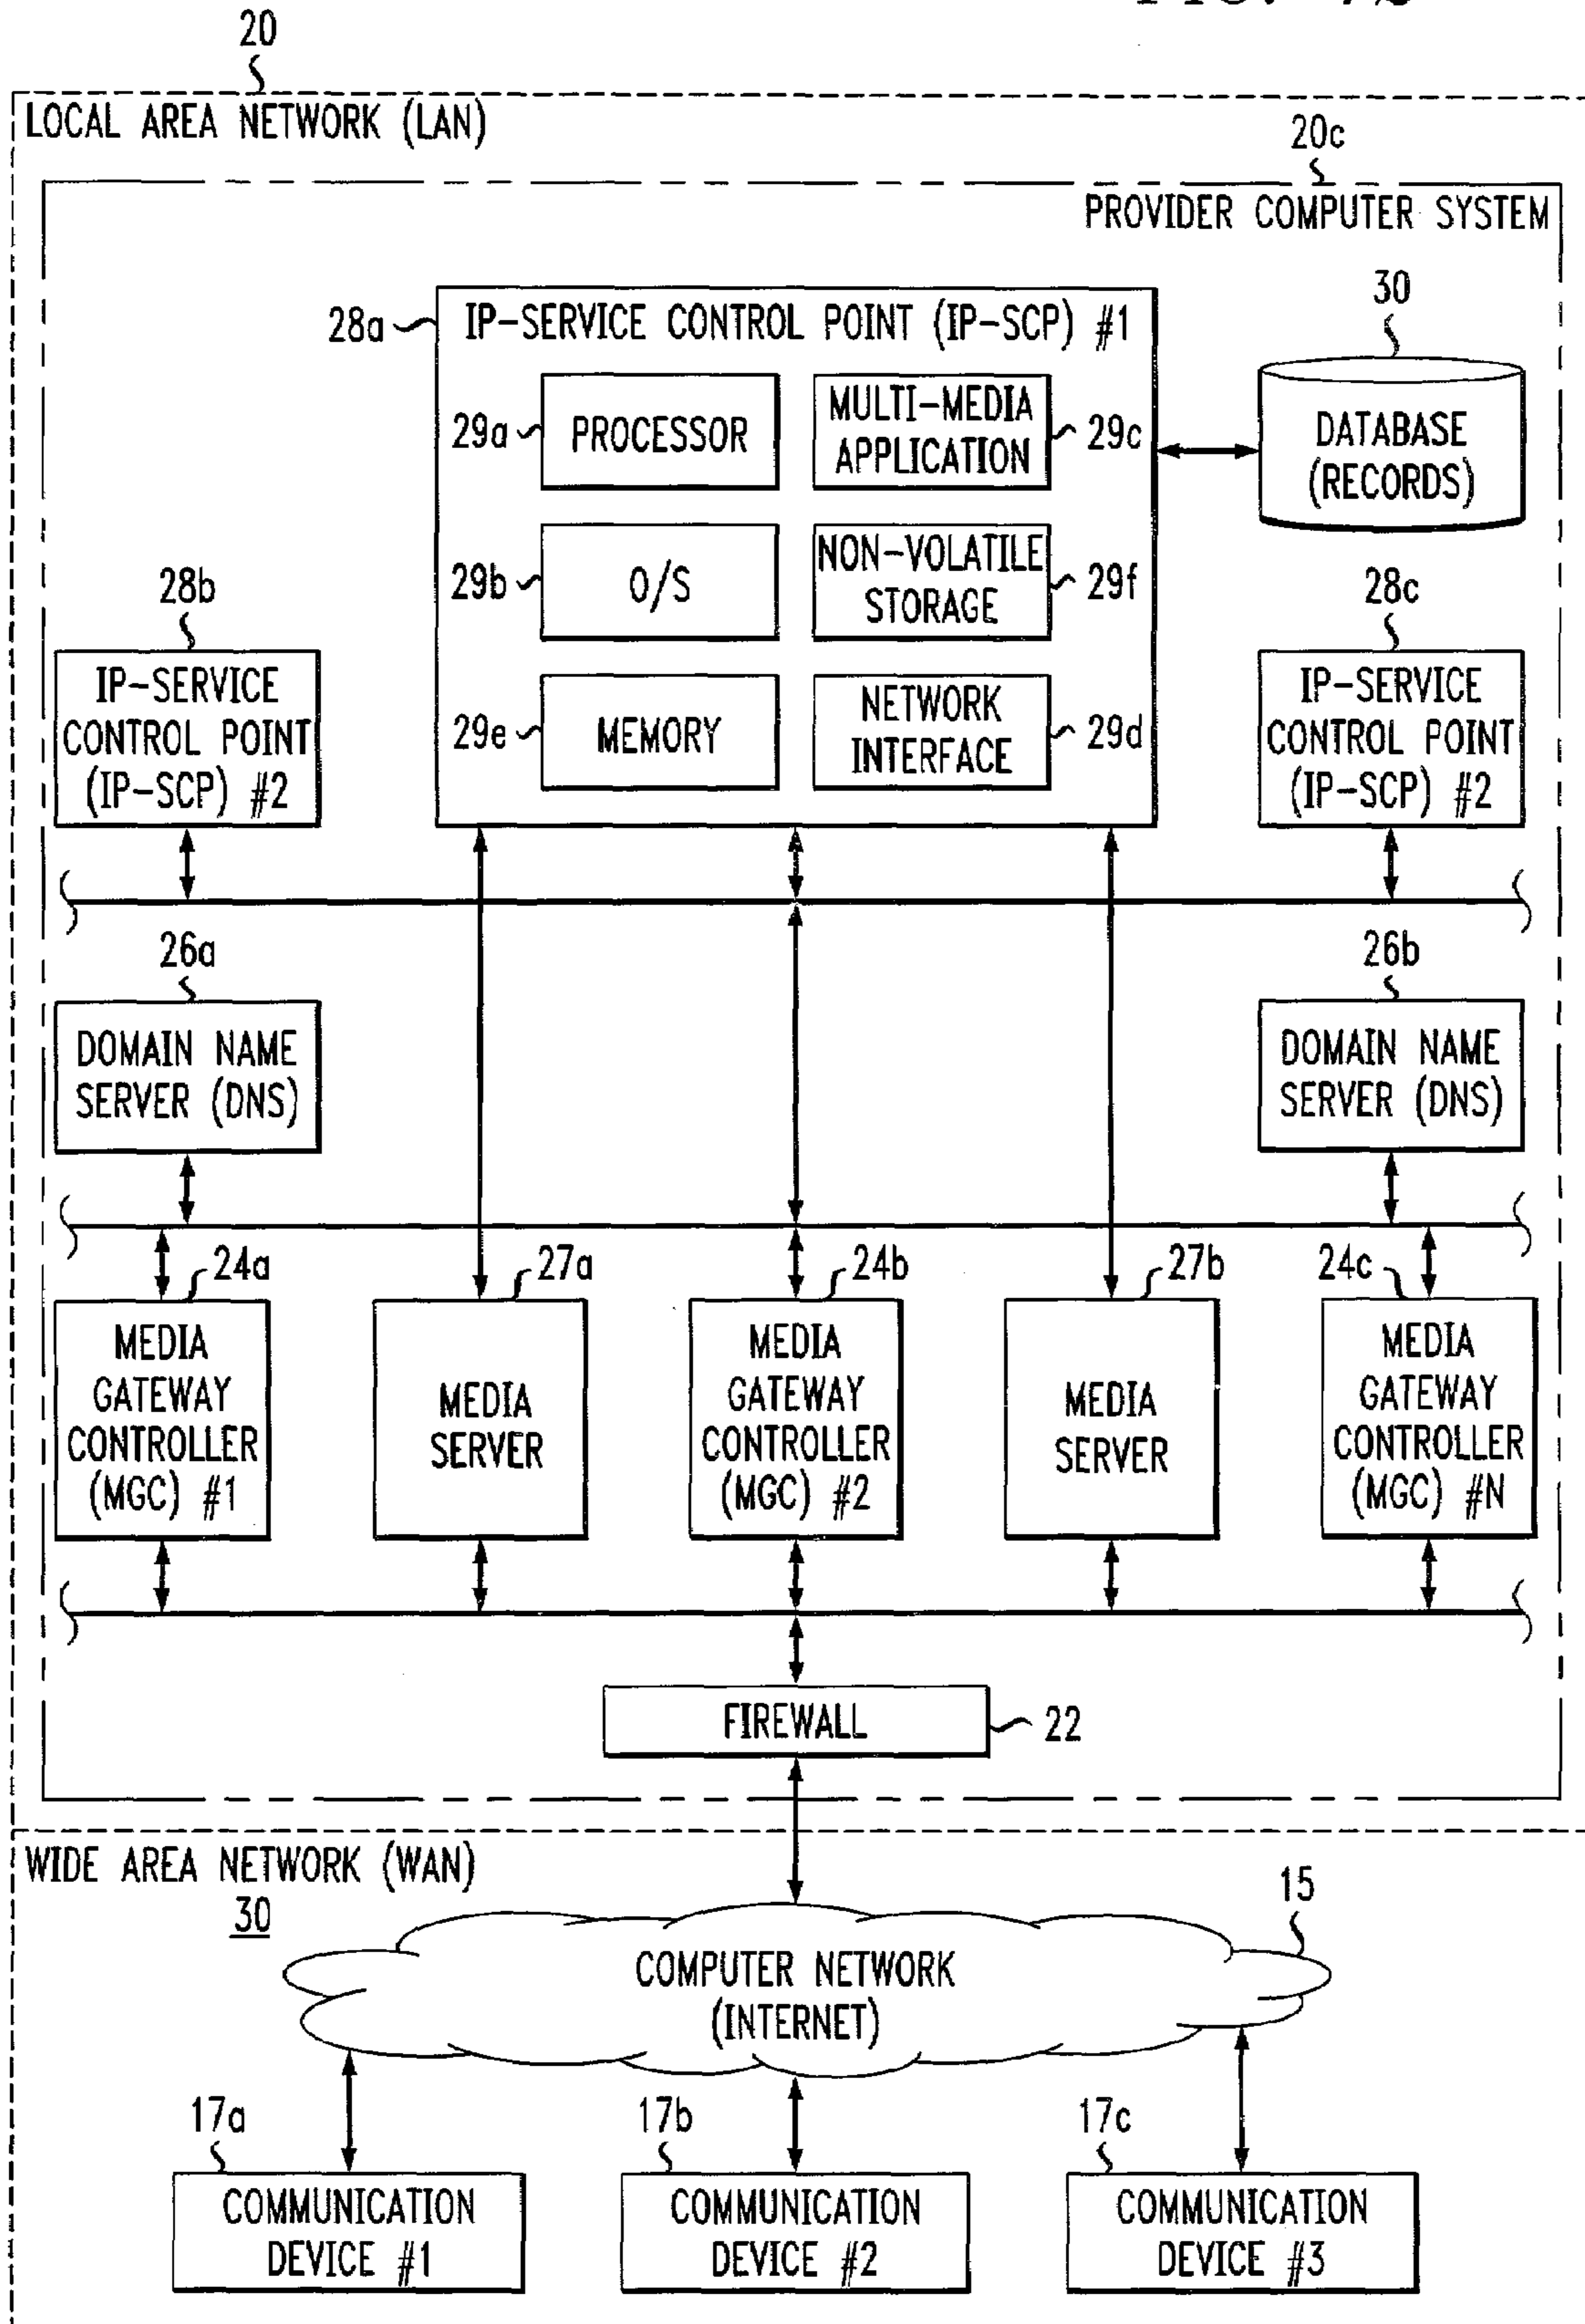 20
LOCAL AREA NETWORK (LAN)
20c
PROVIDER COMPUTER SYSTEM
28a
IP-SERVICE CONTROL POINT (IP-SCP) #1
30
29a
PROCESSOR
MULTI-MEDIA
APPLICATION
29c
DATABASE
(RECORDS)
29b
O/S
NON-VOLATILE
STORAGE
29f
28b
28c
IP-SERVICE
CONTROL POINT
(IP-SCP) #2
29e
MEMORY
NETWORK
INTERFACE
29d
IP-SERVICE
CONTROL POINT
(IP-SCP) #2
26a
26b
DOMAIN NAME
SERVER (DNS)
DOMAIN NAME
SERVER (DNS)
24a
27a
24b
27b
24c
MEDIA
GATEWAY
CONTROLLER
(MGC) #1
MEDIA
SERVER
MEDIA
GATEWAY
CONTROLLER
(MGC) #2
MEDIA
SERVER
MEDIA
GATEWAY
CONTROLLER
(MGC) #N
FIREWALL
22
WIDE AREA NETWORK (WAN)
30
15
COMPUTER NETWORK
(INTERNET)
17a
17b
17c
COMMUNICATION
DEVICE #1
COMMUNICATION
DEVICE #2
COMMUNICATION
DEVICE #3